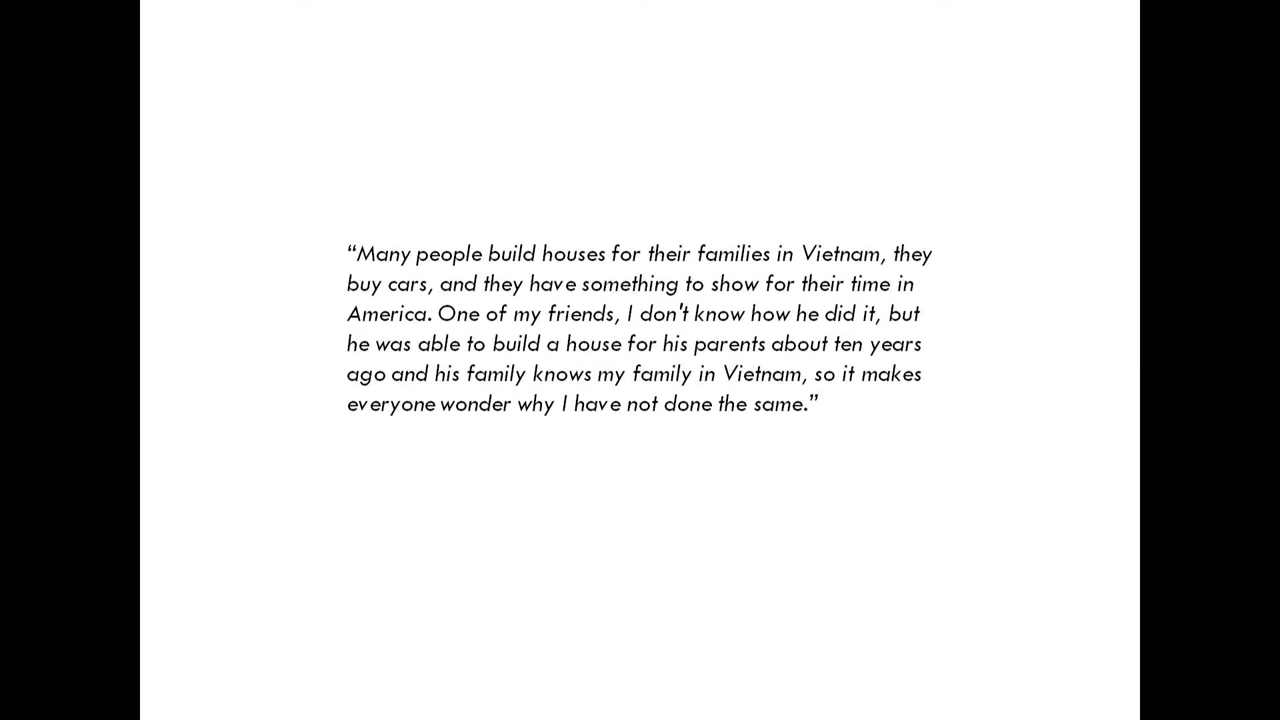 “Many people build houses for their families in Vietnam, they
buy cars, and they have something to show for their time in
America. One of my friends, I don't know how he did it, but
he was able to build a house for his parents about ten years
ago and his family knows my family in Vietnam, so it makes
everyone wonder why I have not done the same.”